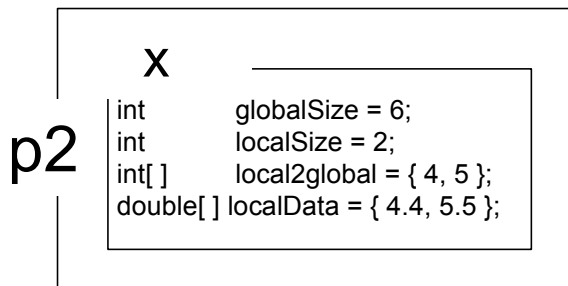 x
p2
int globalSize = 6;
int localSize = 2;
int[ ] local2global = { 4, 5 };
double[ ] localData = { 4.4, 5.5 };